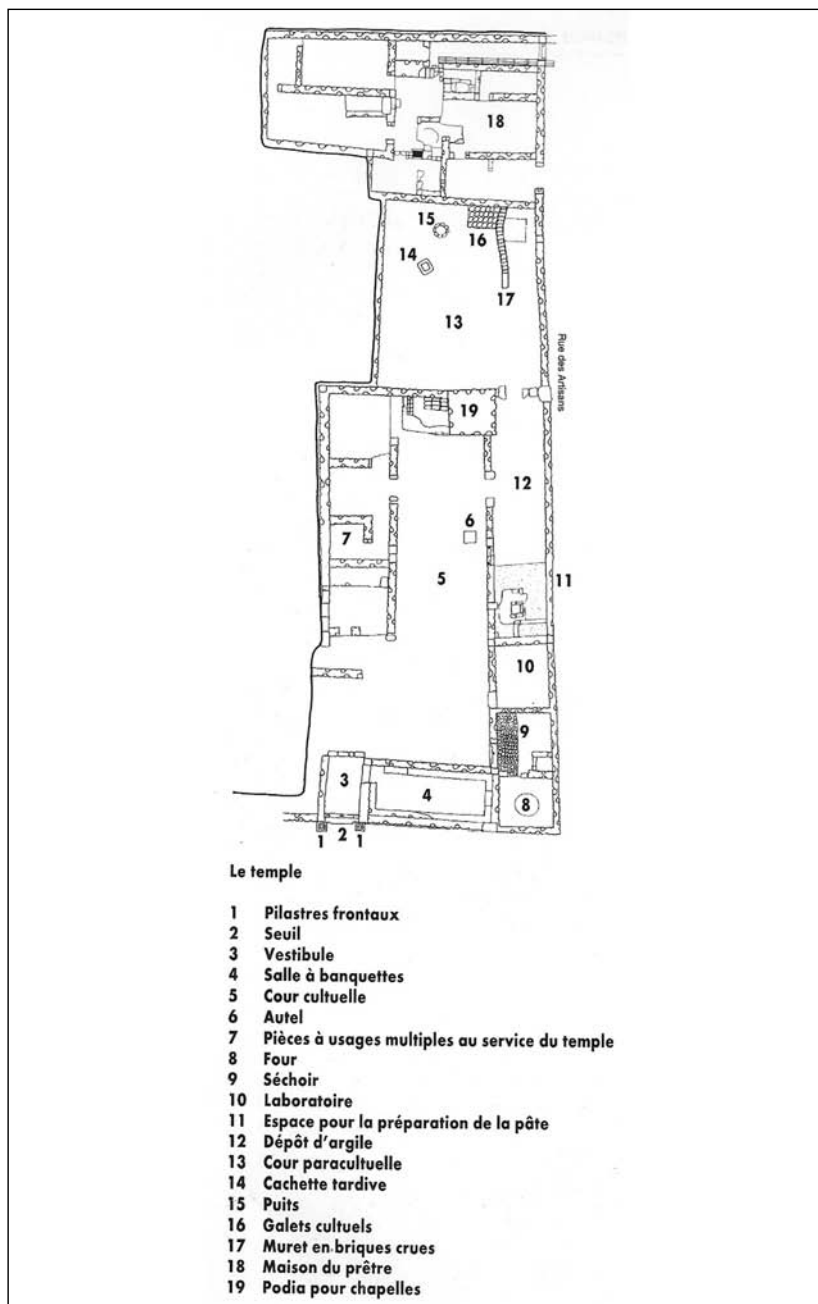 18
15
16
14
17
13
Rue des Artisans
19
12
6
7
11
5
10
9
3
4
8
1 2 1
Le temple
1 Pilastres frontaux
2 Seuil
3 Vestibule
4 Salle à banquettes
5 Cour cultuelle
6 Autel
7 Pièces à usages multiples au service du temple
8 Four
9 Séchoir
10 Laboratoire
11 Espace pour la préparation de la pâte
12 Dépôt d'argile
13 Cour paracultuelle
14 Cachette tardive
15 Puits
16 Galets cultuels
17 Muret en briques crues
18 Maison du prêtre
19 Podia pour chapelles